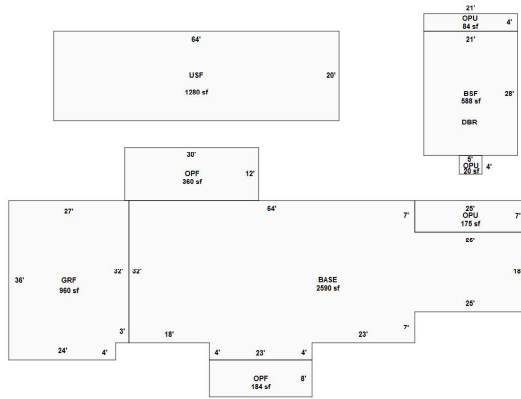 21'
OPU
84 sf
4'
21'
BSF
588 sf
28'
DBR
5'
OPU
20 sf
4'
64'
USF
1280 sf
20'
30'
OPF
360 sf
12'
27'
36'
GRF
960 sf
32'
3'
24'
4'
64'
32'
BASE
2590 sf
7'
25'
OPU
175 sf
7'
25'
18'
25'
7'
18'
4'
23'
4'
23'
OPF
184 sf
8'